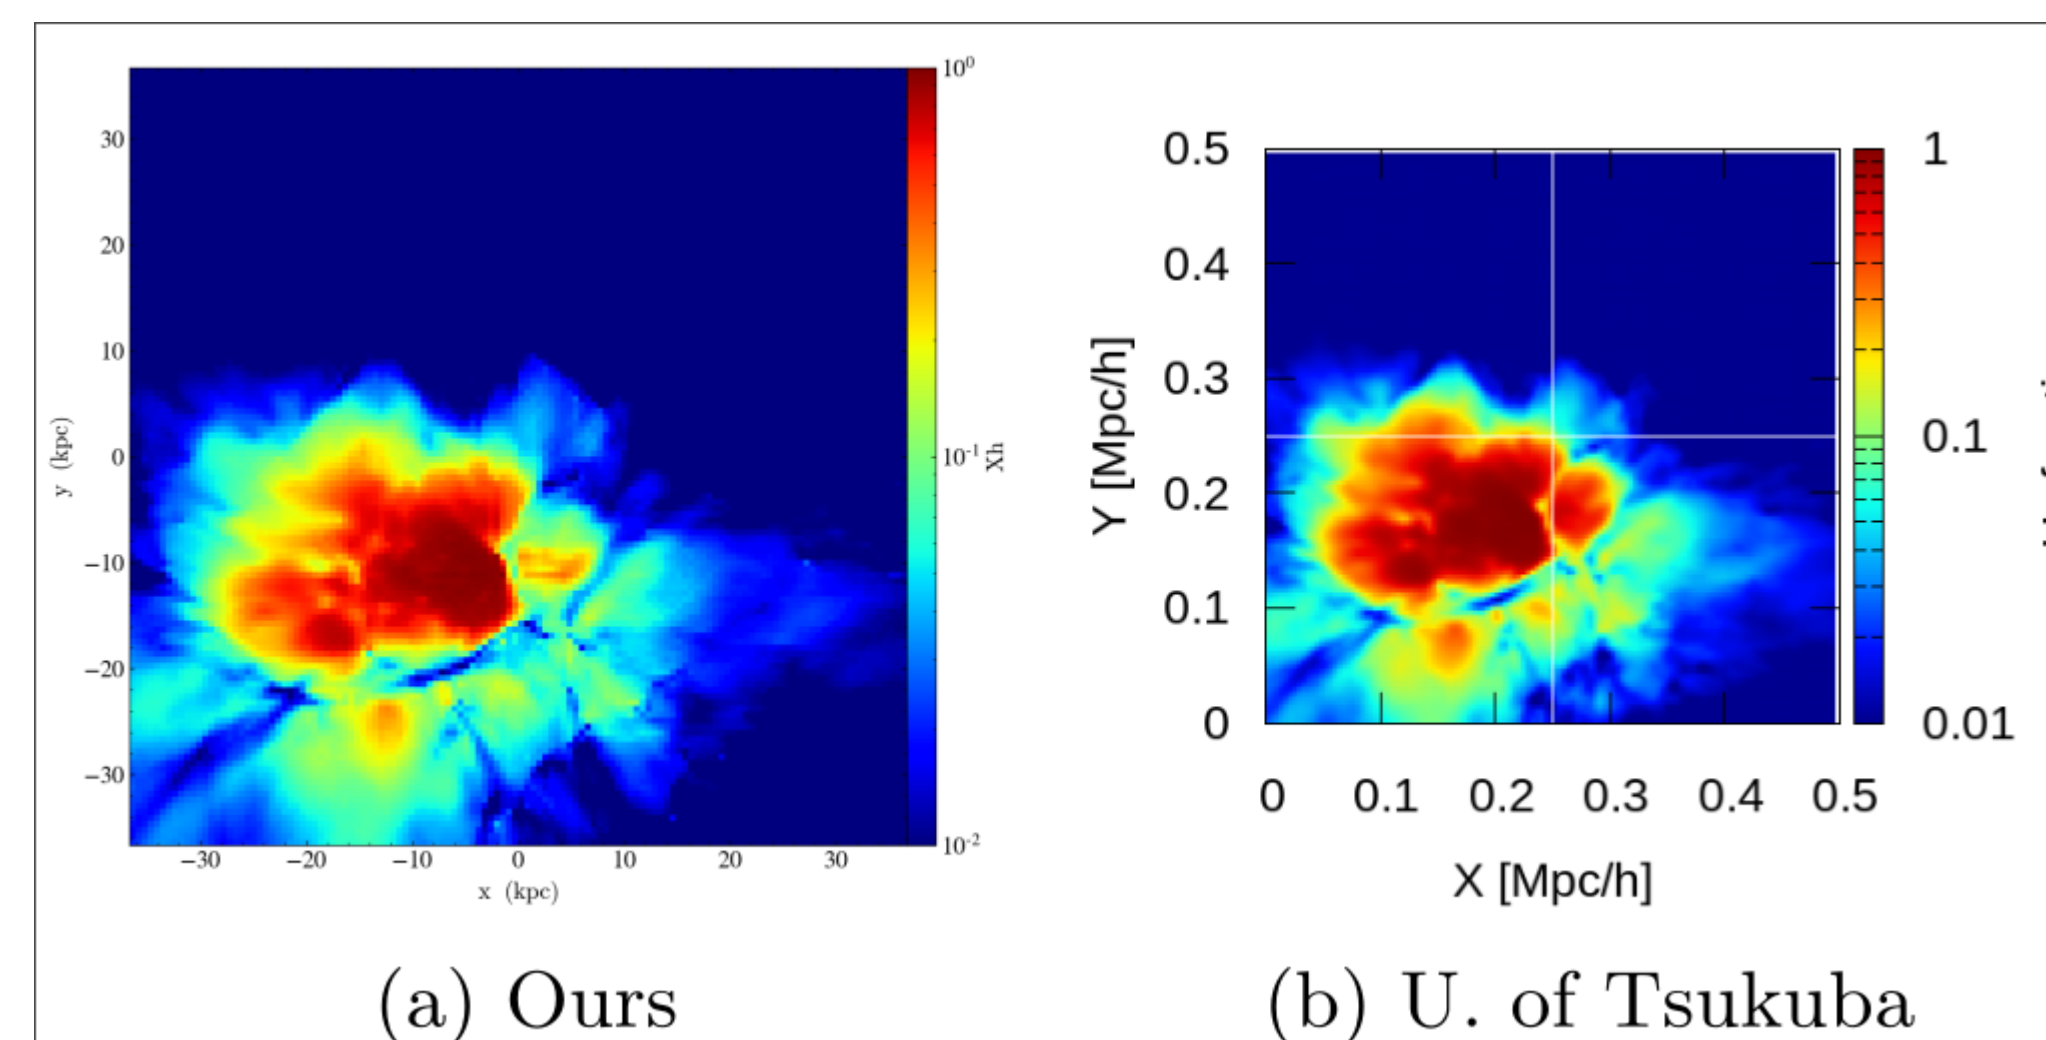 10⁰
30
20
10
0
−10
−20
−30
y (kpc)
10⁻¹
Xh
10⁻²
−30 −20 −10 0 10 20 30
x (kpc)
(a) Ours
0.5
0.4
0.3
0.2
0.1
0
Y [Mpc/h]
0 0.1 0.2 0.3 0.4 0.5
X [Mpc/h]
1
0.1
0.01
(b) U. of Tsukuba